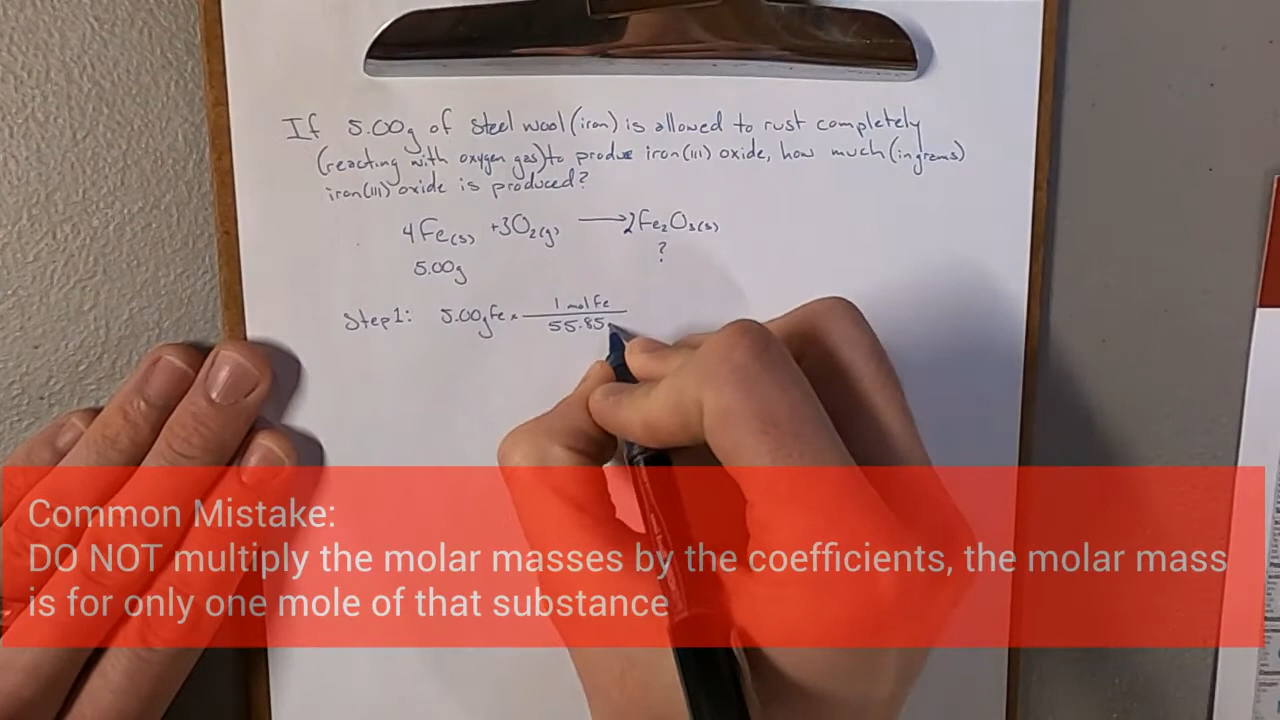 If 5.00g of steel wool (iron) is allowed to rust completely
(reacting with oxygen gas) to produce iron(III) oxide, how much (in grams)
iron(III) oxide is produced?
4Fe(s) + 3O₂(g) ⟶ 2Fe₂O₃(s)
5.00g ?
Step 1: 5.00g Fe × 1 mol Fe
55.85
Common Mistake:
DO NOT multiply the molar masses by the coefficients, the molar mass
is for only one mole of that substance